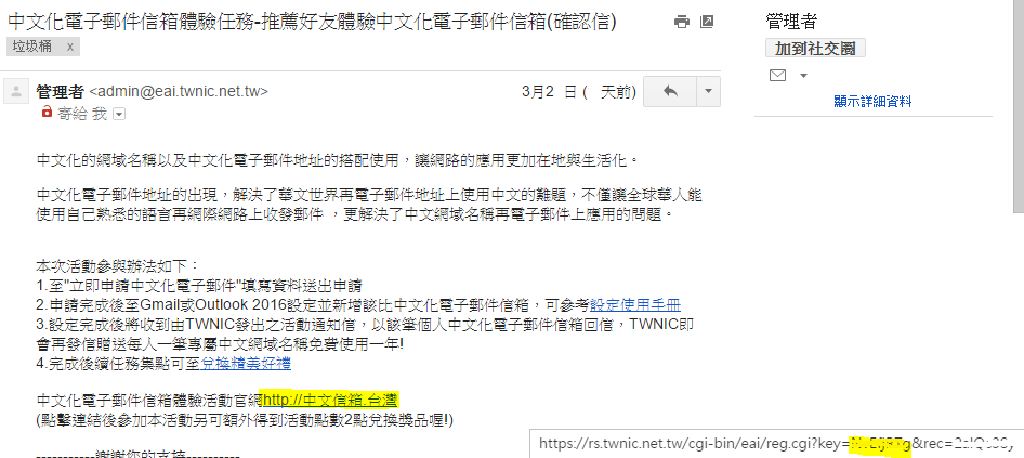 中文化電子郵件信箱體驗任務-推薦好友體驗中文化電子郵件信箱(確認信)
垃圾桶 x
管理者 <admin@eai.twnic.net.tw>
3月2 日 ( 天前)
寄給 我
中文化的網域名稱以及中文化電子郵件地址的搭配使用，讓網路的應用更加在地與生活化。
中文化電子郵件地址的出現，解決了華文世界再電子郵件地址上使用中文的難題，不僅讓全球華人能
使用自己熟悉的語言再網際網路上收發郵件 ，更解決了中文網域名稱再電子郵件上應用的問題。
本次活動參與辦法如下：
1.至"立即申請中文化電子郵件"填寫資料送出申請
2.申請完成後至Gmail或Outlook 2016設定並新增該比中文化電子郵件信箱，可參考設定使用手冊
3.設定完成後將收到由TWNIC發出之活動通知信，以該筆個人中文化電子郵件信箱回信，TWNIC即
會再發信贈送每人一筆專屬中文網域名稱免費使用一年!
4.完成後續任務集點可至兌換精美好禮
中文化電子郵件信箱體驗活動官網http://中文信箱.台灣
(點擊連結後參加本活動另可額外得到活動點數2點兌換獎品喔!)
-----------謝謝您的支持----------
管理者
加到社交圈
顯示詳細資料
https://rs.twnic.net.tw/cgi-bin/eai/reg.cgi?key= &rec=